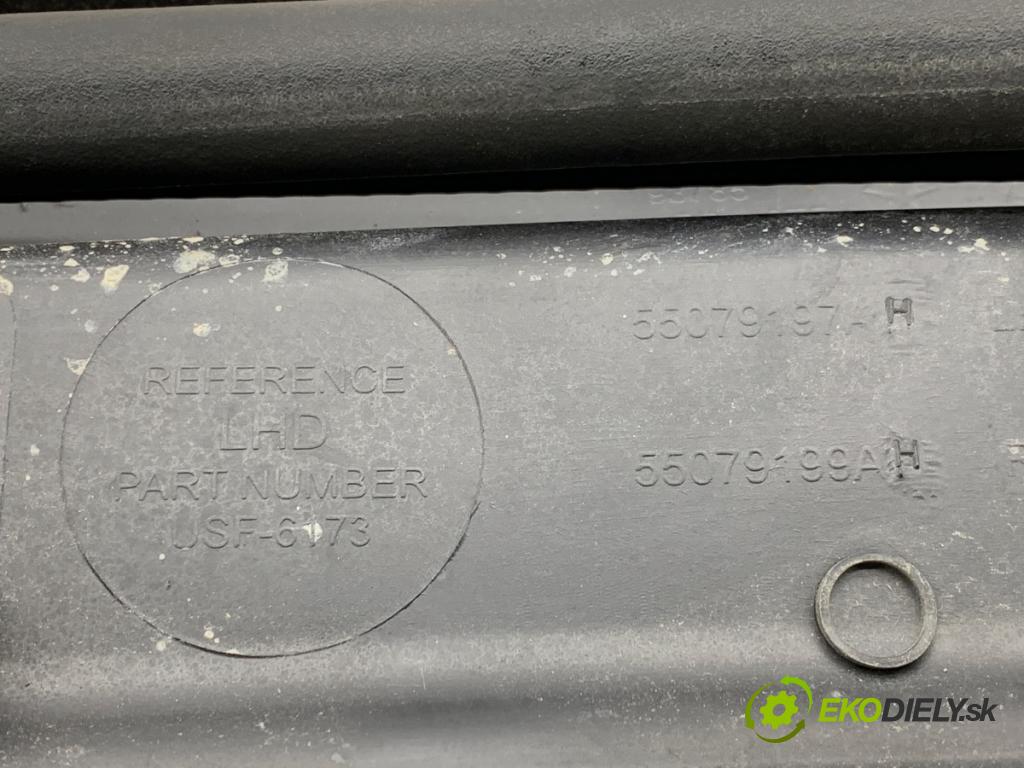 REFERENCE
LHD
PART NUMBER
USF-6173
55079197AH
55079199AH
EKODIELY.sk